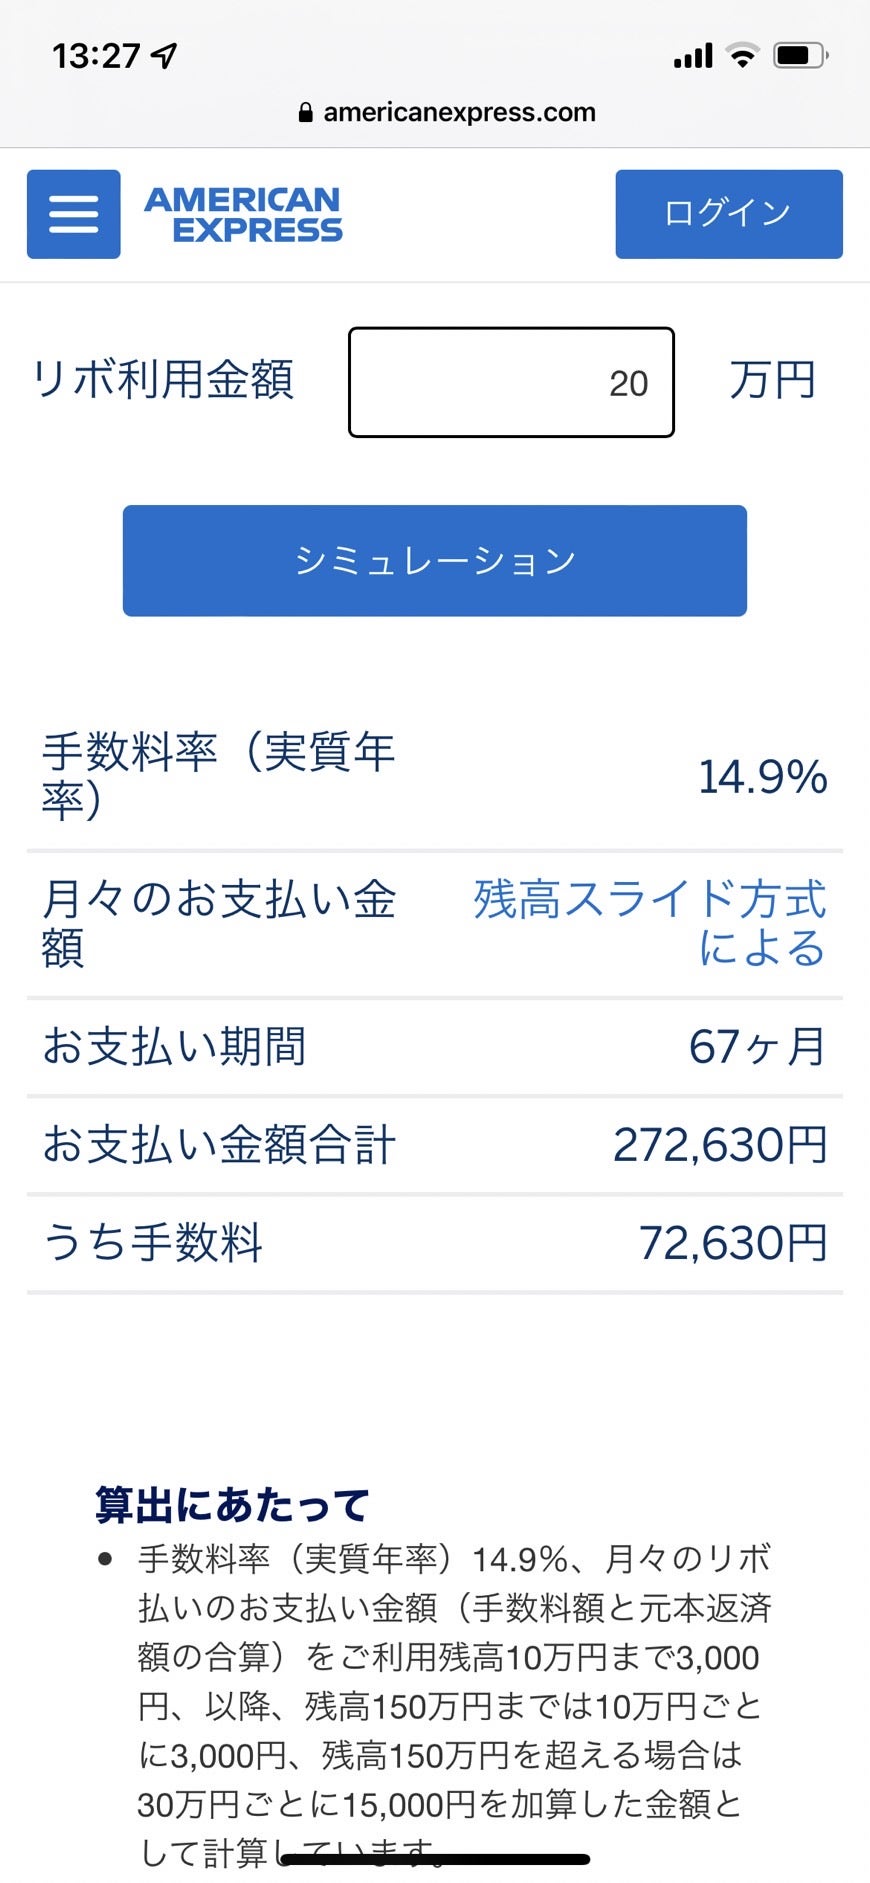 13:27
americanexpress.com
AMERICAN
EXPRESS
ログイン
リボ利用金額 20 万円
シミュレーション
手数料率（実質年
率）
14.9%
月々のお支払い金
額
残高スライド方式
による
お支払い期間 67ヶ月
お支払い金額合計 272,630円
うち手数料 72,630円
算出にあたって
• 手数料率（実質年率）14.9%、月々のリボ
払いのお支払い金額（手数料額と元本返済
額の合算）をご利用残高10万円まで3,000
円、以降、残高150万円までは10万円ごと
に3,000円、残高150万円を超える場合は
30万円ごとに15,000円を加算した金額と
して計算しています。